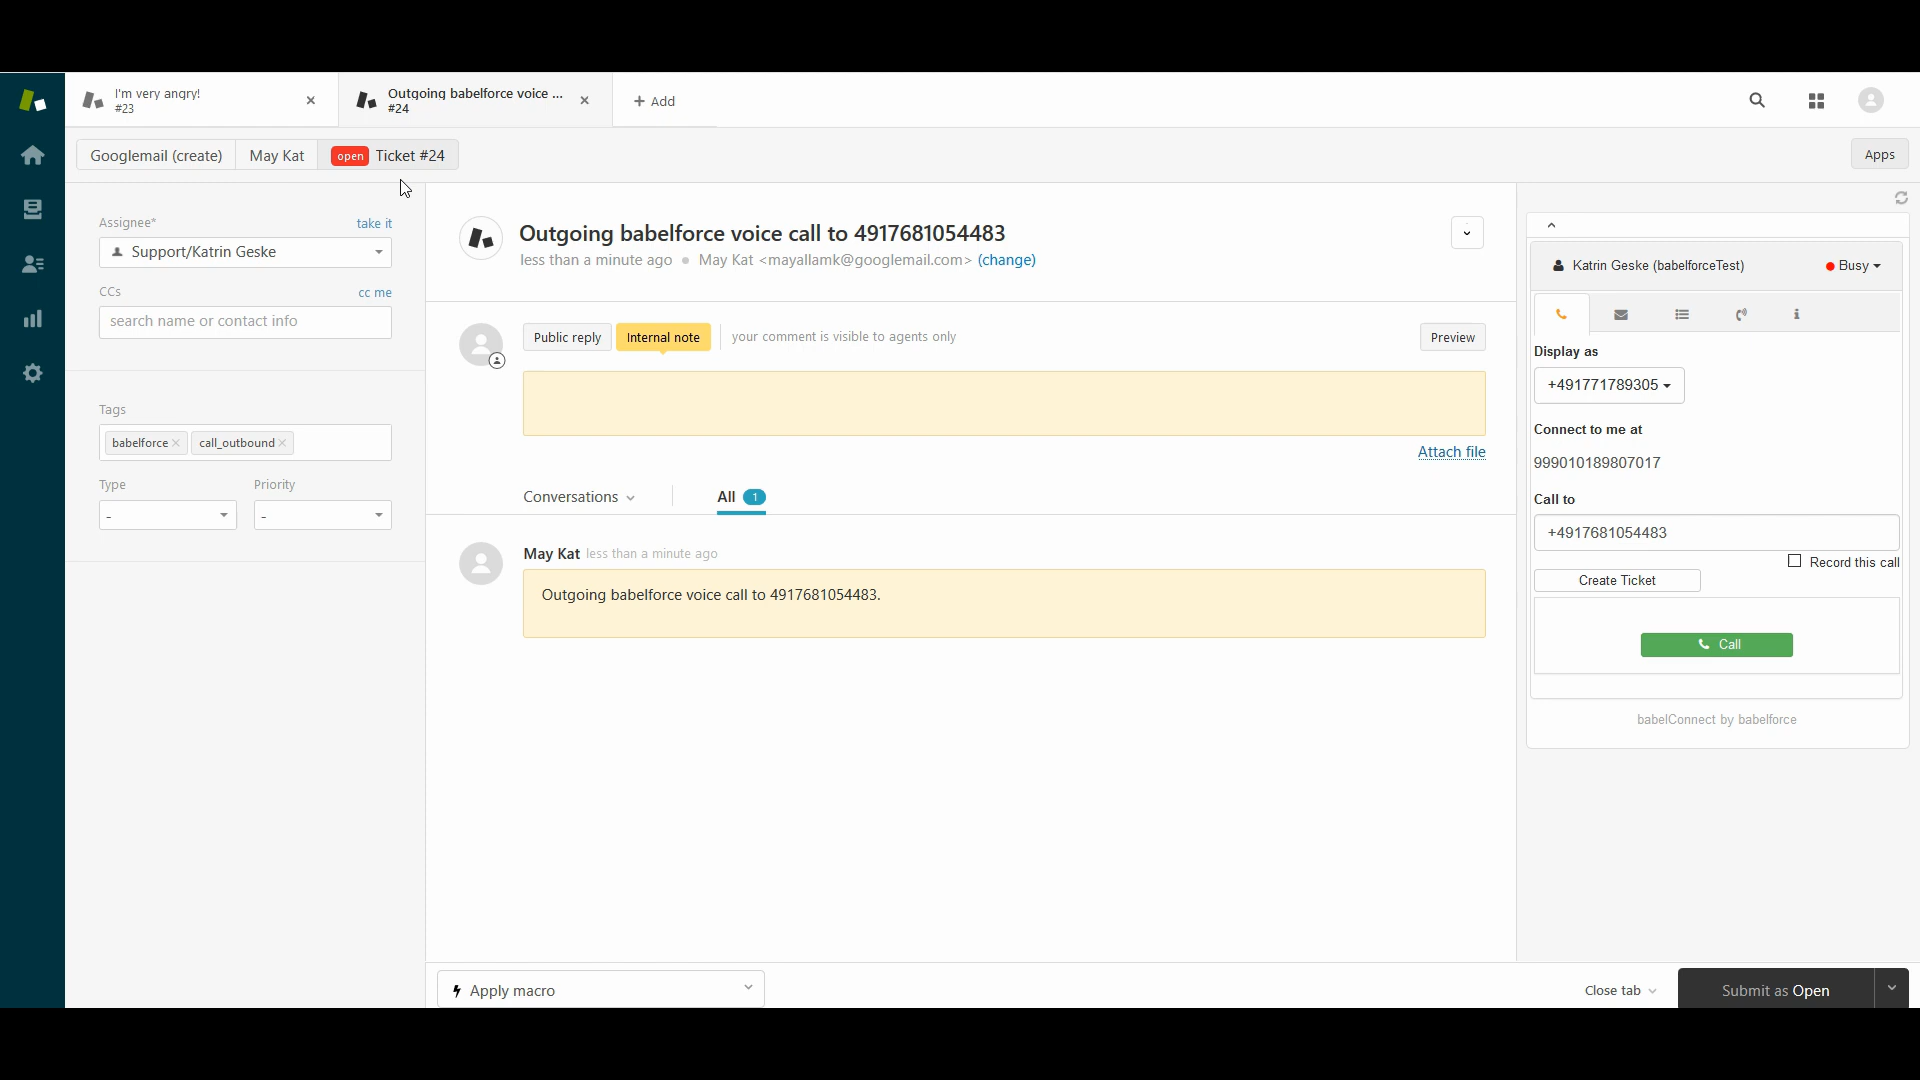 I'm very angry!
#23
Outgoing babelforce voice ...
#24
+ Add
Googlemail (create)
May Kat
open Ticket #24
Apps
Assignee*
take it
Support/Katrin Geske
CCs
cc me
search name or contact info
Tags
babelforce ×
call_outbound ×
Type
Priority
-
-
Outgoing babelforce voice call to 4917681054483
less than a minute ago • May Kat <mayallamk@googlemail.com> (change)
Public reply
Internal note
your comment is visible to agents only
Preview
Attach file
Conversations
All 1
May Kat less than a minute ago
Outgoing babelforce voice call to 4917681054483.
Apply macro
Close tab
Submit as Open
Katrin Geske (babelforceTest)
Busy
Display as
+491771789305
Connect to me at
999010189807017
Call to
+4917681054483
Record this call
Create Ticket
Call
babelConnect by babelforce